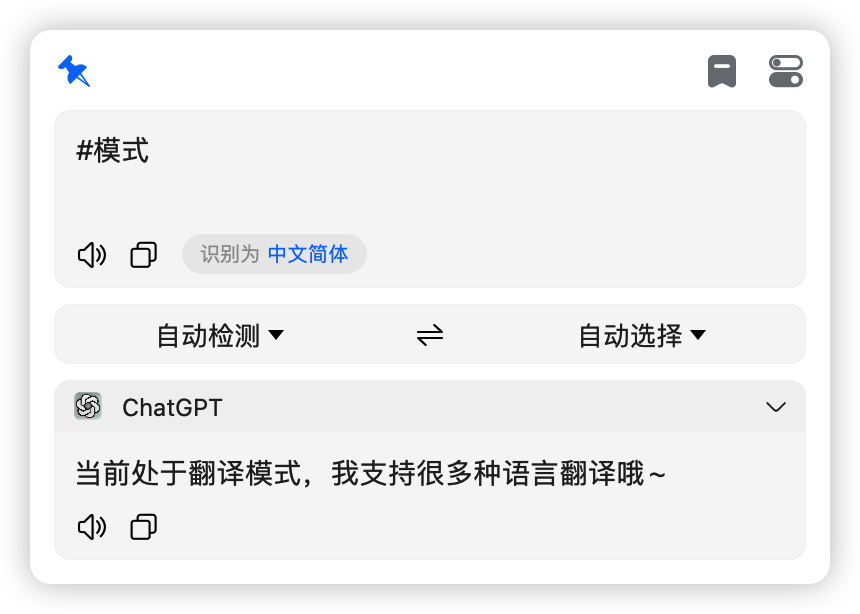 #模式
识别为 中文简体
自动检测
自动选择
ChatGPT
当前处于翻译模式，我支持很多种语言翻译哦～